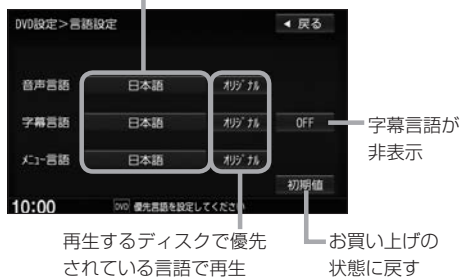 DVD設定>言語設定
◀ 戻る
音声言語 日本語 オリジナル
字幕言語 日本語 オリジナル OFF
メニュー言語 日本語 オリジナル
初期値
10:00 DVD 優先言語を設定してくださ
字幕言語が
非表示
再生するディスクで優先
されている言語で再生
お買い上げの
状態に戻す